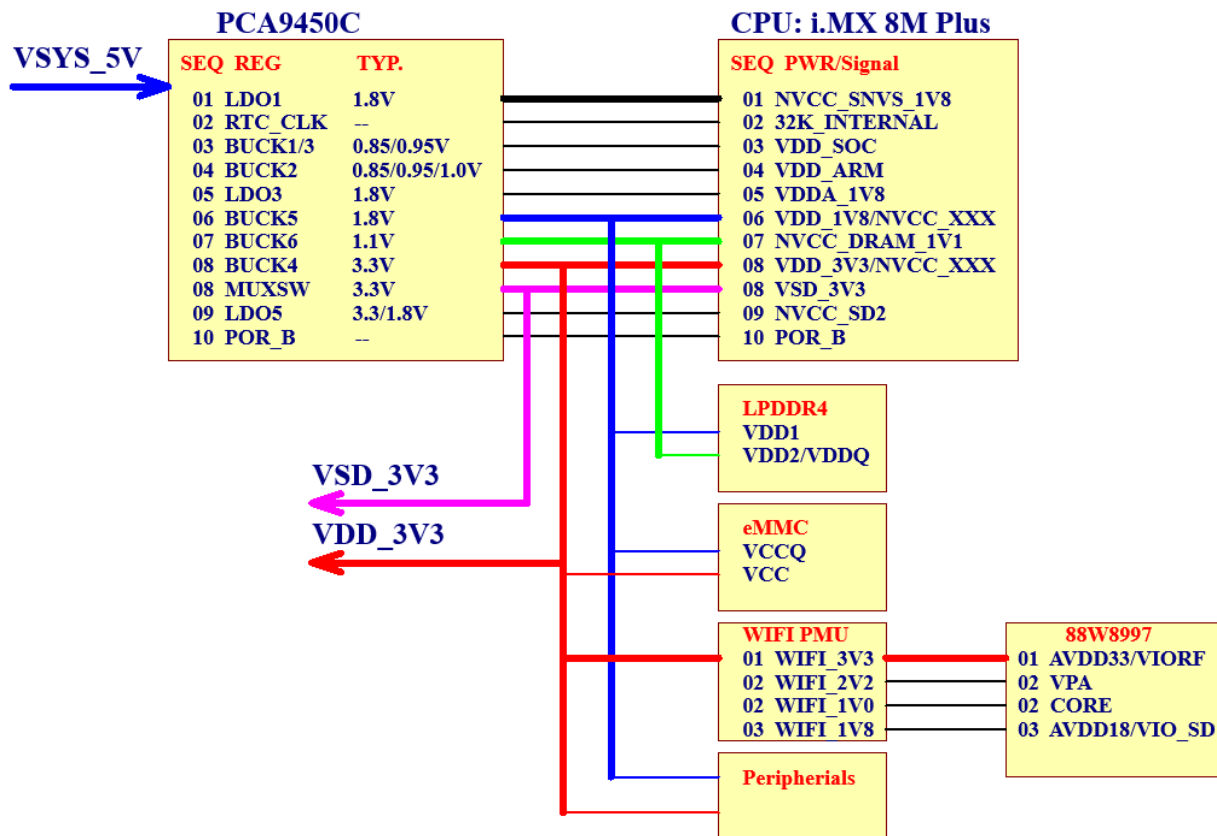 PCA9450C
CPU: i.MX 8M Plus
VSYS_5V
SEQ REG TYP.
01 LDO1 1.8V
02 RTC_CLK --
03 BUCK1/3 0.85/0.95V
04 BUCK2 0.85/0.95/1.0V
05 LDO3 1.8V
06 BUCK5 1.8V
07 BUCK6 1.1V
08 BUCK4 3.3V
08 MUXSW 3.3V
09 LDO5 3.3/1.8V
10 POR_B --
SEQ PWR/Signal
01 NVCC_SNVS_1V8
02 32K_INTERNAL
03 VDD_SOC
04 VDD_ARM
05 VDDA_1V8
06 VDD_1V8/NVCC_XXX
07 NVCC_DRAM_1V1
08 VDD_3V3/NVCC_XXX
08 VSD_3V3
09 NVCC_SD2
10 POR_B
LPDDR4
VDD1
VDD2/VDDQ
VSD_3V3
VDD_3V3
eMMC
VCCQ
VCC
WIFI PMU
01 WIFI_3V3
02 WIFI_2V2
02 WIFI_1V0
03 WIFI_1V8
88W8997
01 AVDD33/VIORF
02 VPA
02 CORE
03 AVDD18/VIO_SD
Peripherials